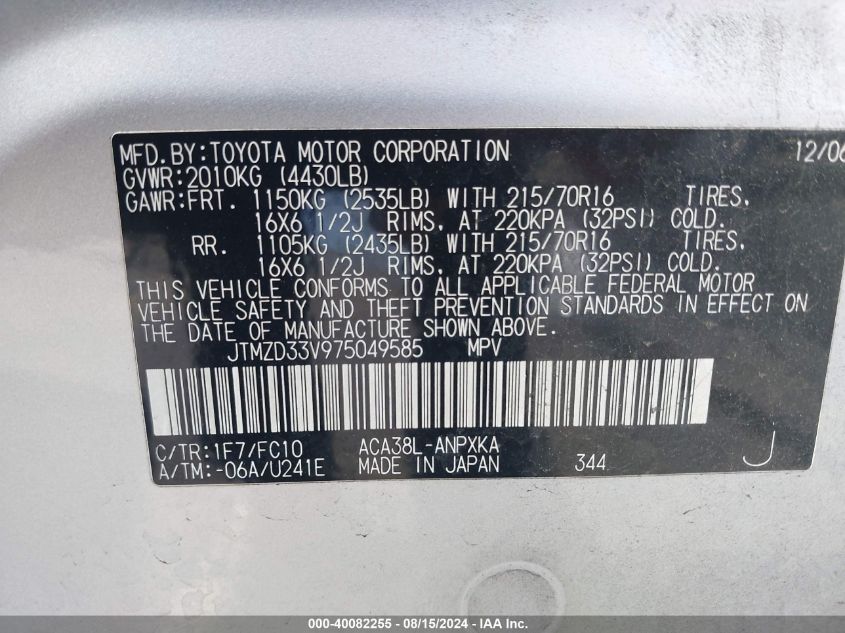 MFD.BY:TOYOTA MOTOR CORPORATION 12/06
GVWR:2010KG (4430LB)
GAWR:FRT. 1150KG (2535LB) WITH 215/70R16 TIRES,
16X6 1/2J RIMS, AT 220KPA (32PSI) COLD.
RR. 1105KG (2435LB) WITH 215/70R16 TIRES,
16X6 1/2J RIMS, AT 220KPA (32PSI) COLD.
THIS VEHICLE CONFORMS TO ALL APPLICABLE FEDERAL MOTOR
VEHICLE SAFETY AND THEFT PREVENTION STANDARDS IN EFFECT ON
THE DATE OF MANUFACTURE SHOWN ABOVE.
JTMZD33V975049585 MPV
C/TR:1F7/FC10 ACA38L-ANPXKA
A/TM:-06A/U241E MADE IN JAPAN 344 J
000-40082255 - 08/15/2024 - IAA Inc.